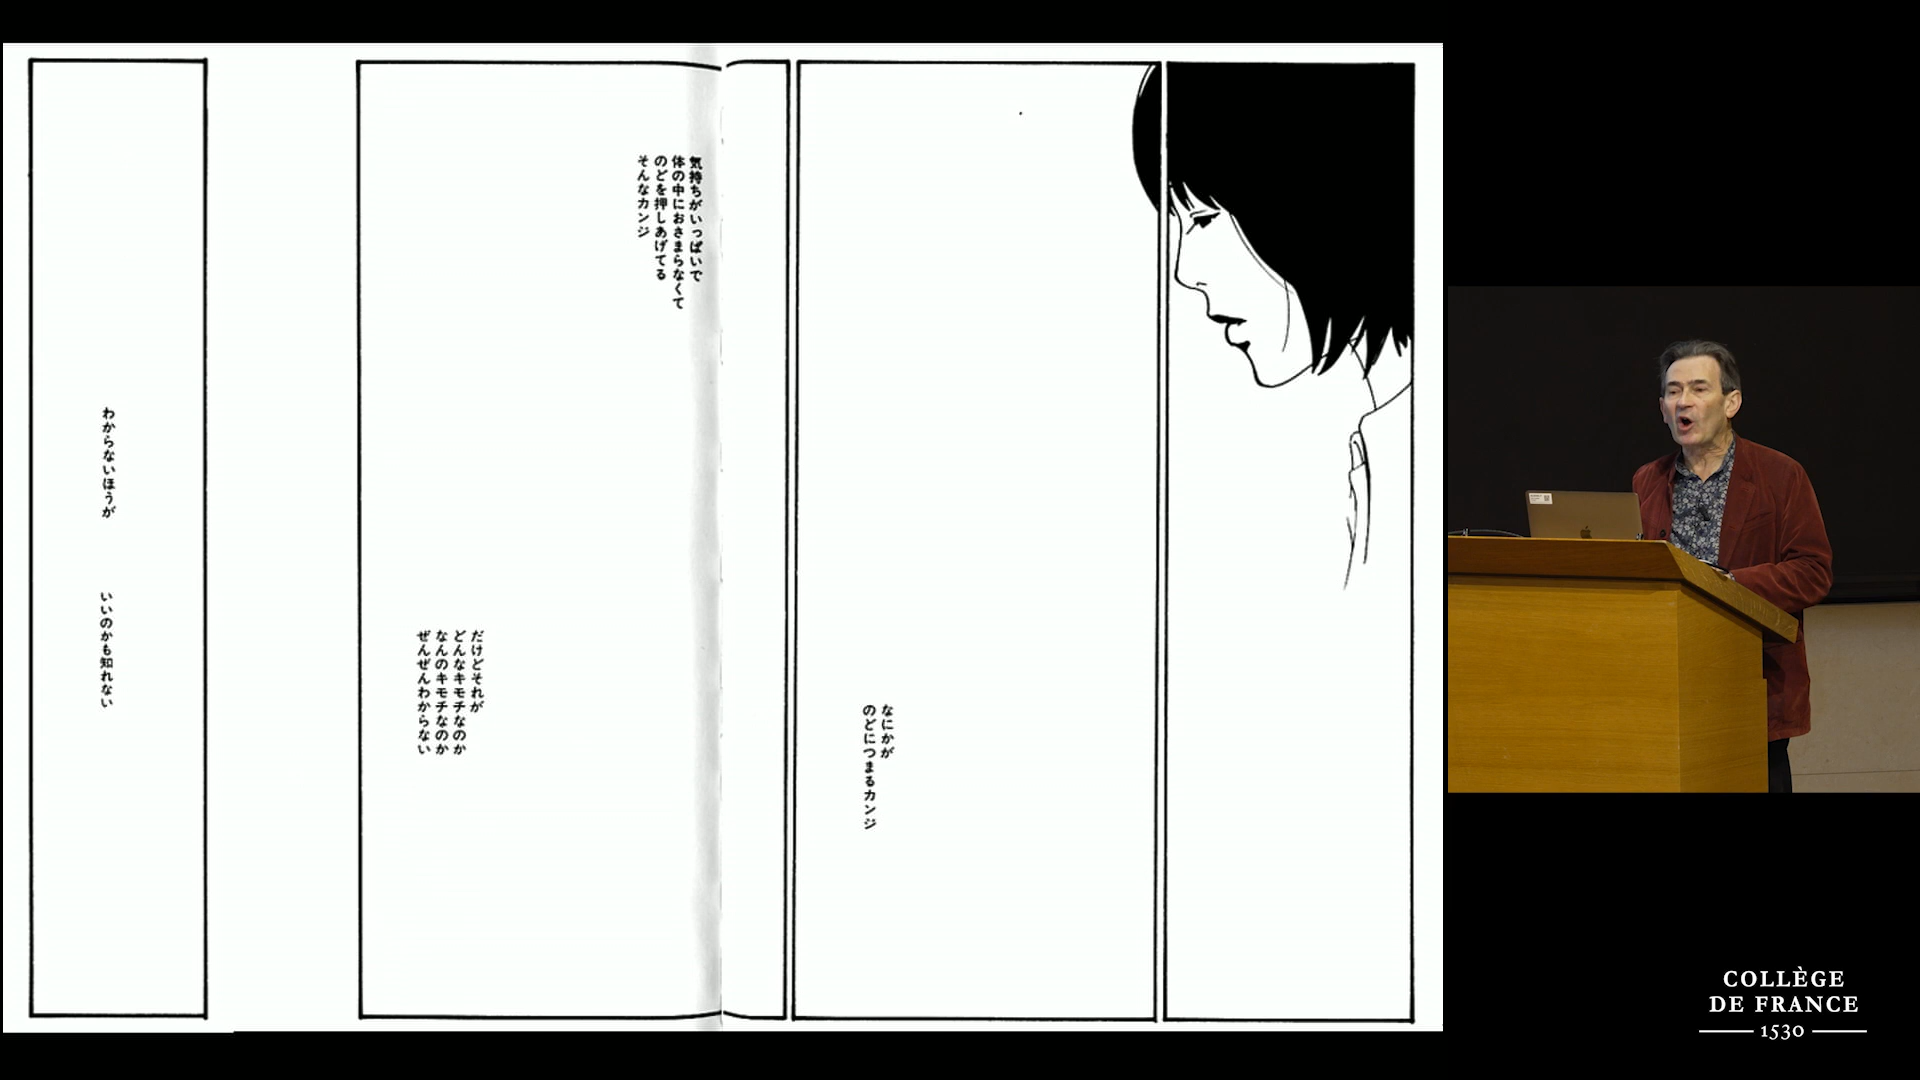 なにかが
のどにつまるカンジ
気持ちがいっぱいで
体の中におさまらなくて
のどを押しあげてる
そんなカンジ
だけどそれが
どんなキモチなのか
なんのキモチなのか
ぜんぜんわからない
わからないほうが
いいのかも知れない
COLLÈGE
DE FRANCE
1530